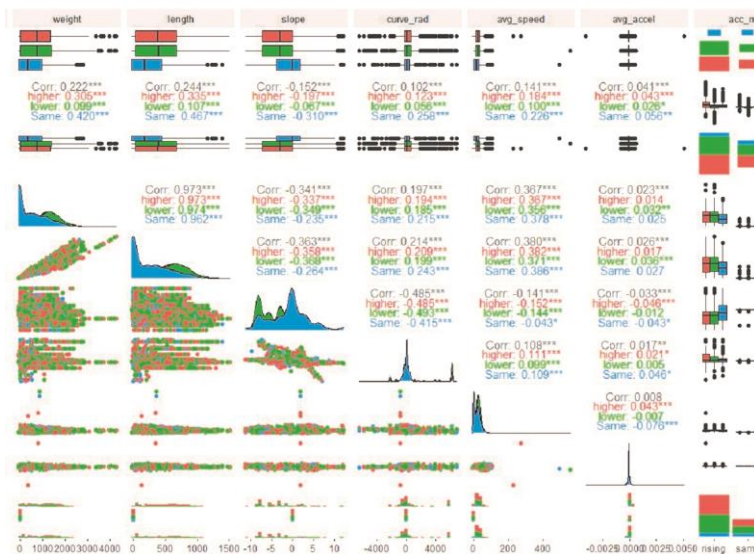 weight length slope curve_rad avg_speed avg_accel
Corr: 0.222*** Corr: 0.244*** Corr: -0.152*** Corr: 0.102*** Corr: 0.141*** Corr: 0.041***
higher: 0.305*** higher: 0.335*** higher: -0.197*** higher: 0.123*** higher: 0.184*** higher: 0.043***
lower: 0.099*** lower: 0.107*** lower: -0.067*** lower: 0.056*** lower: 0.100*** lower: 0.026*
Same: 0.420*** Same: 0.467*** Same: -0.310*** Same: 0.258*** Same: 0.226*** Same: 0.056**
Corr: 0.973*** Corr: -0.341*** Corr: 0.197*** Corr: 0.367*** Corr: 0.023***
higher: 0.973*** higher: -0.337*** higher: 0.194*** higher: 0.367*** higher: 0.014
lower: 0.974*** lower: -0.349*** lower: 0.185*** lower: 0.356*** lower: 0.032**
Same: 0.962*** Same: -0.235*** Same: 0.215*** Same: 0.378*** Same: 0.025
Corr: -0.363*** Corr: 0.214*** Corr: 0.380*** Corr: 0.026***
higher: -0.358*** higher: 0.209*** higher: 0.382*** higher: 0.017
lower: -0.368*** lower: 0.199*** lower: 0.371*** lower: 0.036**
Same: -0.264*** Same: 0.243*** Same: 0.386*** Same: 0.027
Corr: -0.485*** Corr: -0.141*** Corr: -0.033***
higher: -0.485*** higher: -0.152*** higher: -0.046***
lower: -0.493*** lower: -0.144*** lower: -0.012
Same: -0.415*** Same: -0.043* Same: -0.043*
Corr: 0.108*** Corr: 0.017**
higher: 0.111*** higher: 0.021*
lower: 0.099*** lower: 0.005
Same: 0.109*** Same: 0.046*
Corr: 0.008
higher: 0.043***
lower: -0.007
Same: -0.076***
0 1000 2000 3000 4000 0 500 1000 1500 -10 -5 0 5 10 -4000 0 4000 0 200 400 600 -0.0025 0.0000